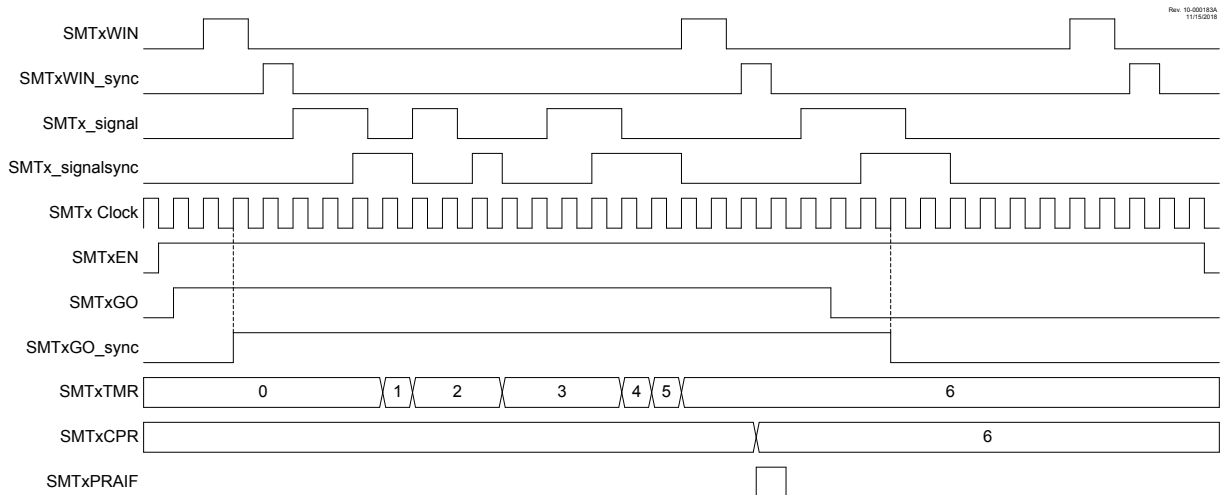 Rev. 10-000183A
11/15/2018
SMTxWIN
SMTxWIN_sync
SMTx_signal
SMTx_signalsync
SMTx Clock
SMTxEN
SMTxGO
SMTxGO_sync
SMTxTMR 0 1 2 3 4 5 6
SMTxCPR 6
SMTxPRAIF